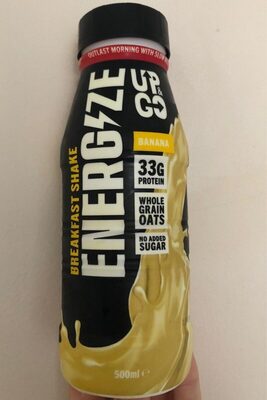 OUTLAST MORNING WITH
UP&GO
BREAKFAST SHAKE
ENERGIZE
BANANA
33G
PROTEIN
WHOLE
GRAIN
OATS
NO ADDED
SUGAR
500ml e